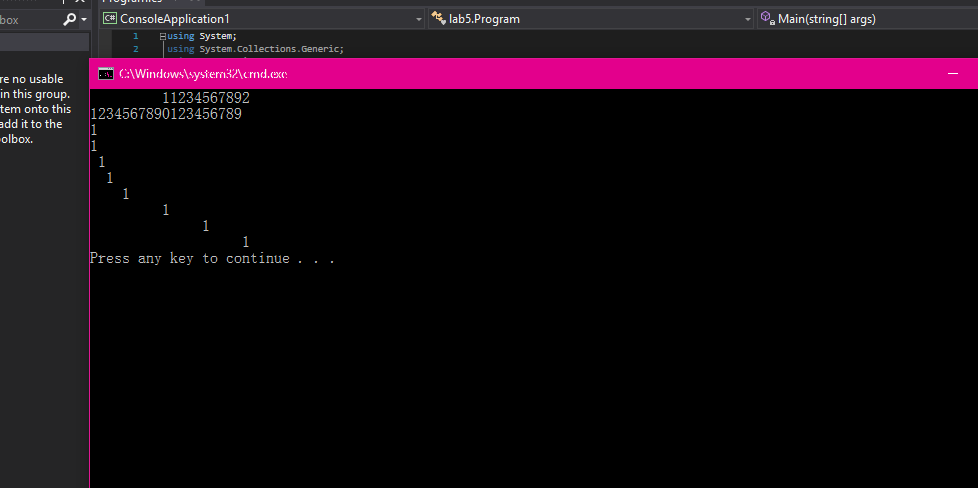 Programics
box
ConsoleApplication1
lab5.Program
Main(string[] args)
1 using System;
2 using System.Collections.Generic;
re no usable
in this group.
tem onto this
add it to the
olbox.
C:\Windows\system32\cmd.exe
         11234567892
1234567890123456789
1
1
 1
  1
    1
         1
              1
                   1
Press any key to continue . . .